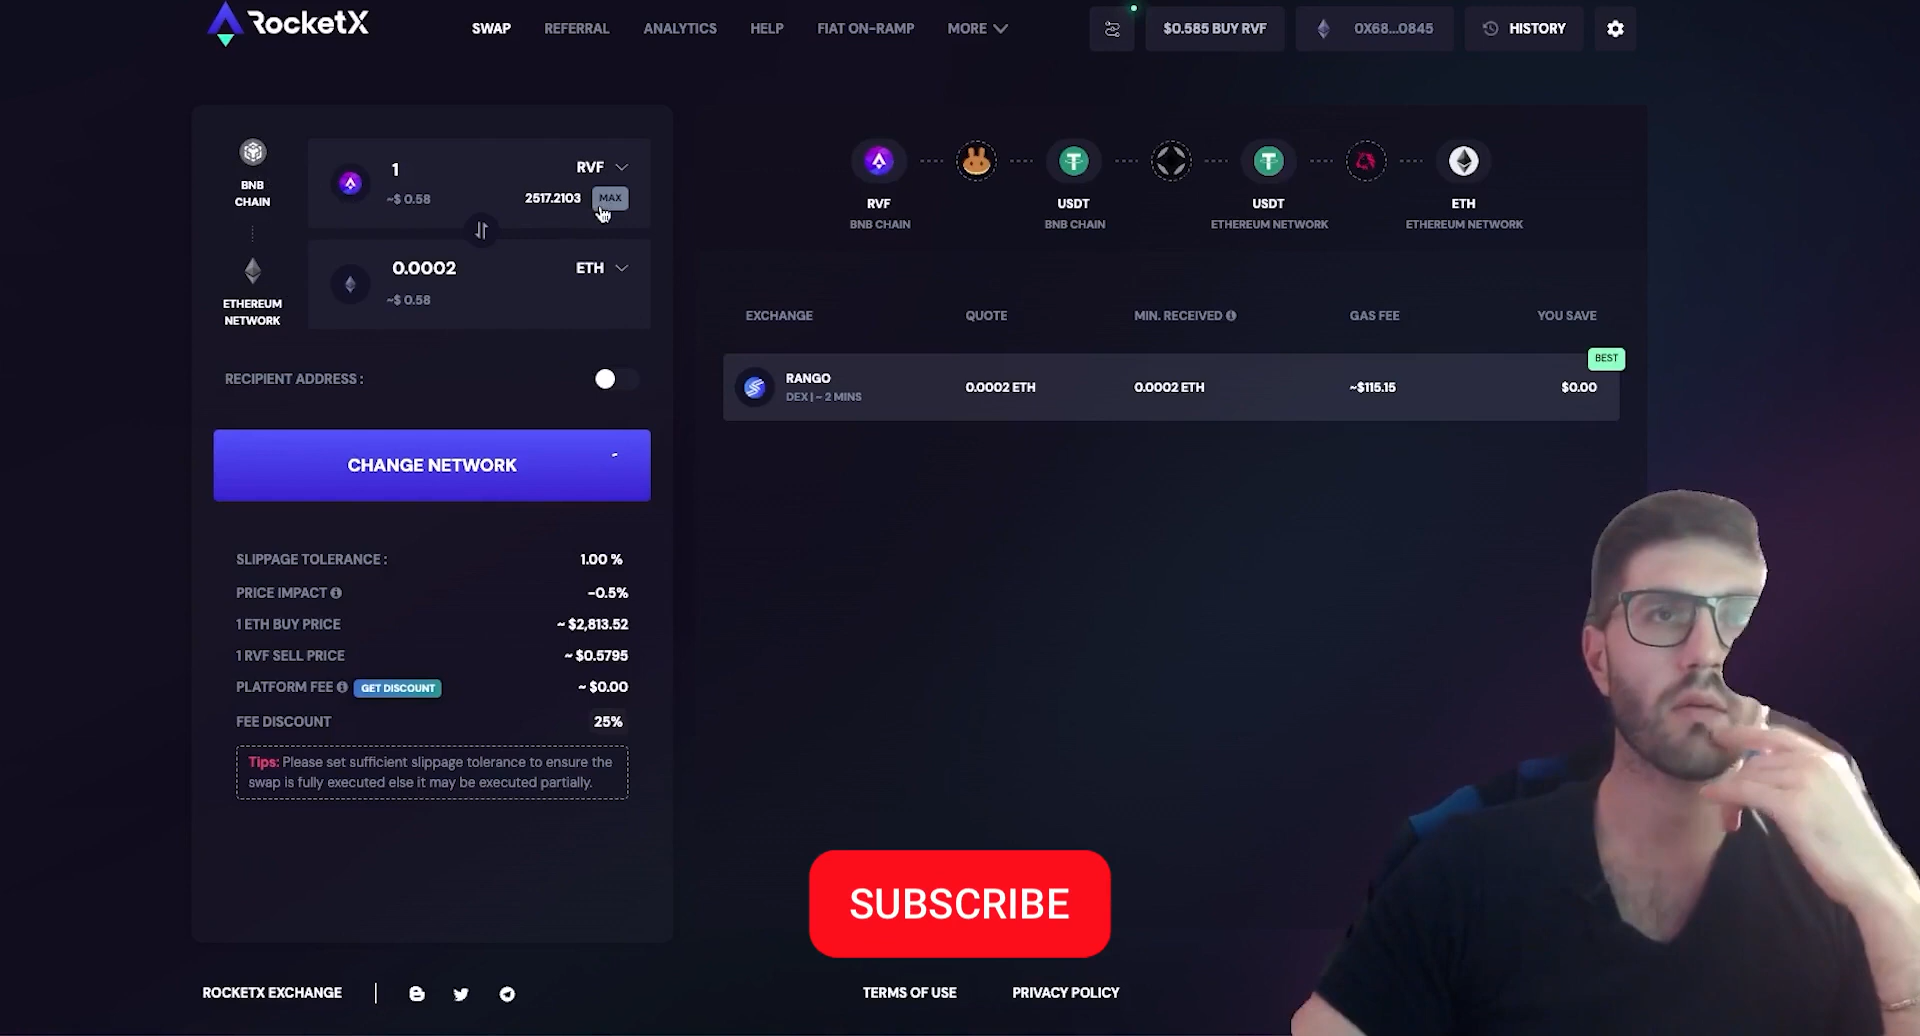 RocketX
SWAP
REFERRAL
ANALYTICS
HELP
FIAT ON-RAMP
MORE
$0.585 BUY RVF
0X68...0845
HISTORY
BNB
CHAIN
1
RVF
~$ 0.58
2517.2103
MAX
0.0002
ETH
~$ 0.58
ETHEREUM
NETWORK
RECIPIENT ADDRESS :
CHANGE NETWORK
SLIPPAGE TOLERANCE :
1.00 %
PRICE IMPACT
-0.5%
1 ETH BUY PRICE
~ $2,813.52
1 RVF SELL PRICE
~ $0.5795
PLATFORM FEE
GET DISCOUNT
~ $0.00
FEE DISCOUNT
25%
Tips: Please set sufficient slippage tolerance to ensure the
swap is fully executed else it may be executed partially.
RVF
BNB CHAIN
USDT
BNB CHAIN
USDT
ETHEREUM NETWORK
ETH
ETHEREUM NETWORK
EXCHANGE
QUOTE
MIN. RECEIVED
GAS FEE
YOU SAVE
BEST
RANGO
DEX | ~ 2 MINS
0.0002 ETH
0.0002 ETH
~$115.15
$0.00
SUBSCRIBE
ROCKETX EXCHANGE
TERMS OF USE
PRIVACY POLICY